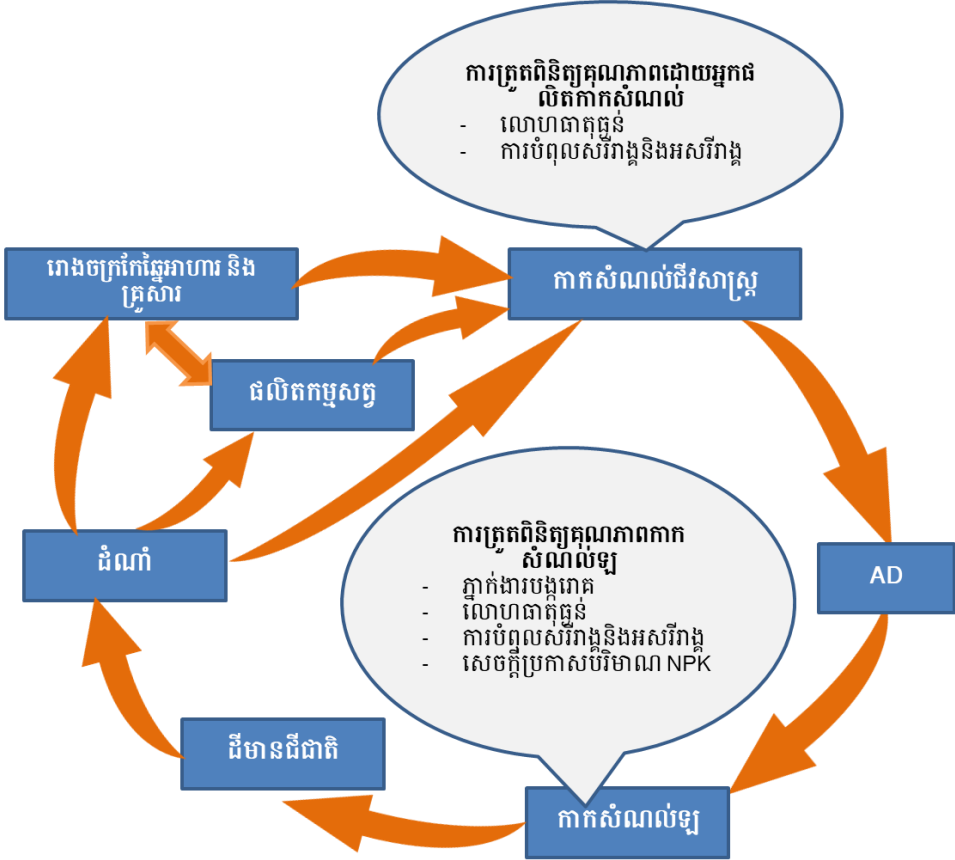 ការត្រួតពិនិត្យគុណភាពដោយអ្នកផ
លិតកាកសំណល់
- លោហធាតុធ្ងន់
- ការបំពុលសរីរាង្គនិងអសរីរាង្គ
រោងចក្រកែឆ្នៃអាហារ និង
គ្រួសារ
កាកសំណល់ជីវសាស្ត្រ
ផលិតកម្មសត្វ
ការត្រួតពិនិត្យគុណភាពកាក
សំណល់ឡ
- ភ្នាក់ងារបង្ករោគ
- លោហធាតុធ្ងន់
- ការបំពុលសរីរាង្គនិងអសរីរាង្គ
- សេចក្តីប្រកាសបរិមាណ NPK
ដំណាំ
AD
ដីមានជីជាតិ
កាកសំណល់ឡ